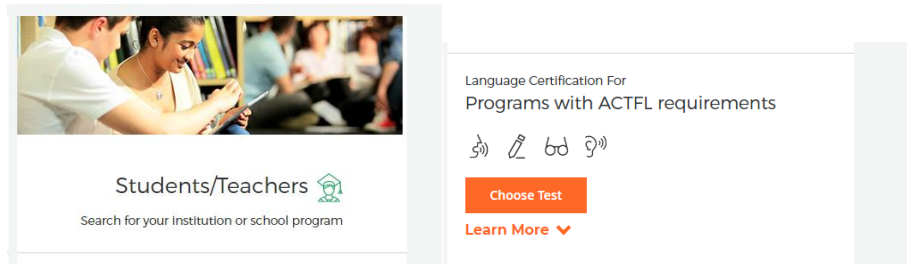 Students/Teachers
Search for your institution or school program
Language Certification For
Programs with ACTFL requirements
Choose Test
Learn More